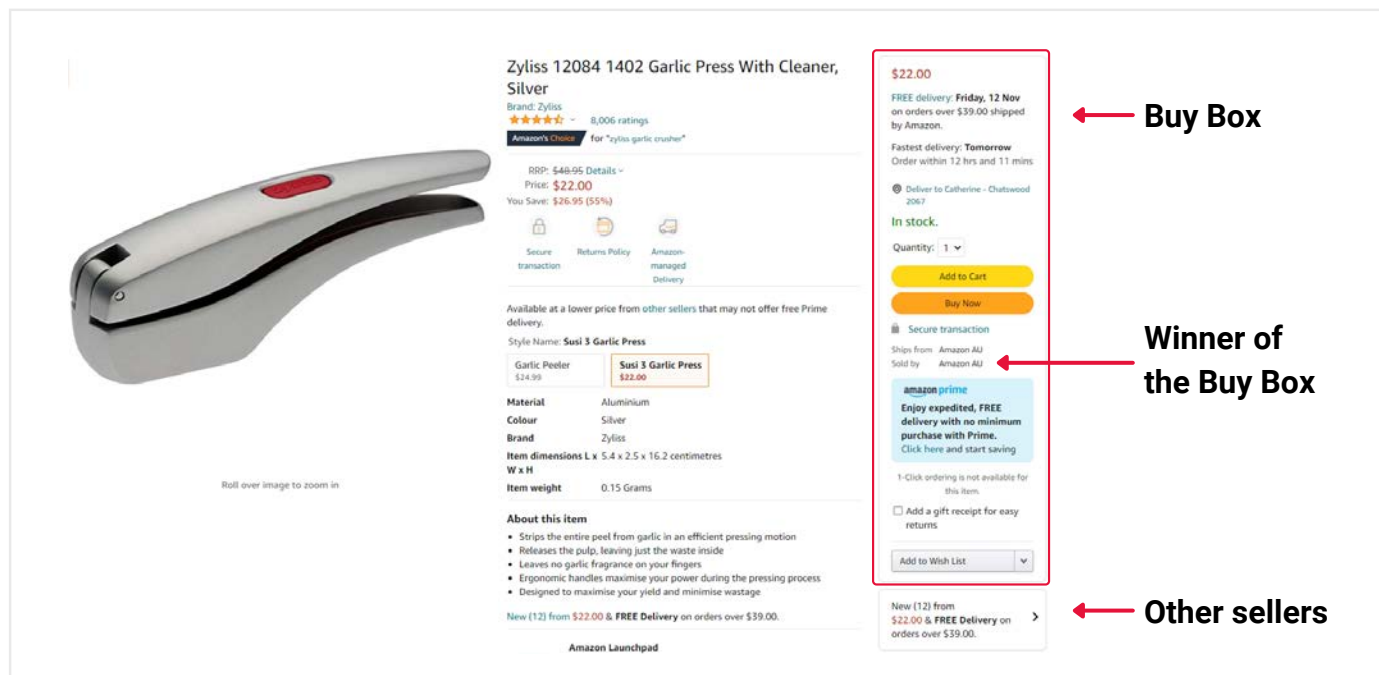 Zyliss 12084 1402 Garlic Press With Cleaner,
Silver
Brand: Zyliss
8,006 ratings
Amazon's Choice for "zyliss garlic crusher"
RRP: $48.95 Details
Price: $22.00
You Save: $26.95 (55%)
Secure
transaction
Returns Policy
Amazon-
managed
Delivery
Available at a lower price from other sellers that may not offer free Prime
delivery.
Style Name: Susi 3 Garlic Press
Garlic Peeler
$24.99
Susi 3 Garlic Press
$22.00
Material Aluminium
Colour Silver
Brand Zyliss
Item dimensions L x 5.4 x 2.5 x 16.2 centimetres
W x H
Item weight 0.15 Grams
About this item
• Strips the entire peel from garlic in an efficient pressing motion
• Releases the pulp, leaving just the waste inside
• Leaves no garlic fragrance on your fingers
• Ergonomic handles maximise your power during the pressing process
• Designed to maximise your yield and minimise wastage
New (12) from $22.00 & FREE Delivery on orders over $39.00.
Amazon Launchpad
Roll over image to zoom in
$22.00
FREE delivery: Friday, 12 Nov
on orders over $39.00 shipped
by Amazon.
Fastest delivery: Tomorrow
Order within 12 hrs and 11 mins
Deliver to Catherine - Chatswood
2067
In stock.
Quantity: 1
Add to Cart
Buy Now
Secure transaction
Ships from Amazon AU
Sold by Amazon AU
amazon prime
Enjoy expedited, FREE
delivery with no minimum
purchase with Prime.
Click here and start saving
1-Click ordering is not available for
this item.
Add a gift receipt for easy
returns
Add to Wish List
New (12) from
$22.00 & FREE Delivery on
orders over $39.00.
Buy Box
Winner of
the Buy Box
Other sellers